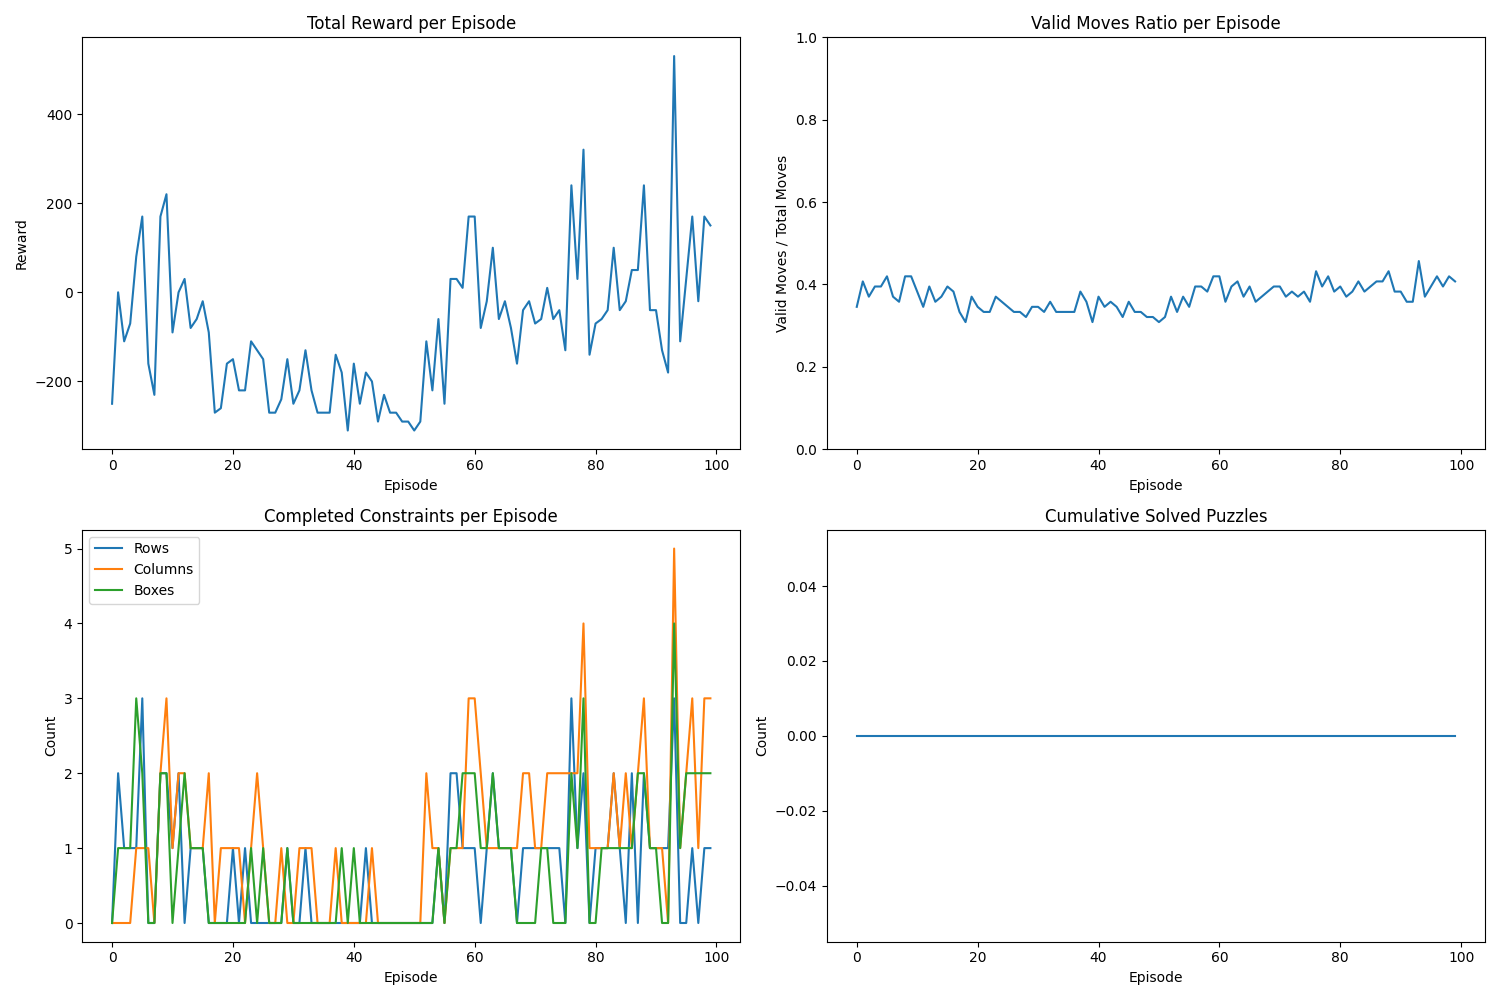 Total Reward per Episode
Reward
400
200
0
−200
0 20 40 60 80 100
Episode
Valid Moves Ratio per Episode
Valid Moves / Total Moves
1.0
0.8
0.6
0.4
0.2
0.0
0 20 40 60 80 100
Episode
Completed Constraints per Episode
Rows
Columns
Boxes
Count
5
4
3
2
1
0
0 20 40 60 80 100
Episode
Cumulative Solved Puzzles
Count
0.04
0.02
0.00
−0.02
−0.04
0 20 40 60 80 100
Episode